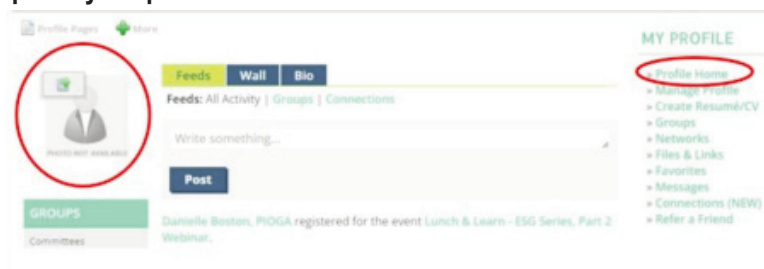 Profile Pages More
PHOTO NOT AVAILABLE
GROUPS
Committees
Feeds Wall Bio
Feeds: All Activity | Groups | Connections
Write something...
Post
Danielle Boston, PIOGA registered for the event Lunch & Learn - ESG Series, Part 2
Webinar.
MY PROFILE
» Profile Home
» Manage Profile
» Create Resumé/CV
» Groups
» Networks
» Files & Links
» Favorites
» Messages
» Connections (NEW)
» Refer a Friend